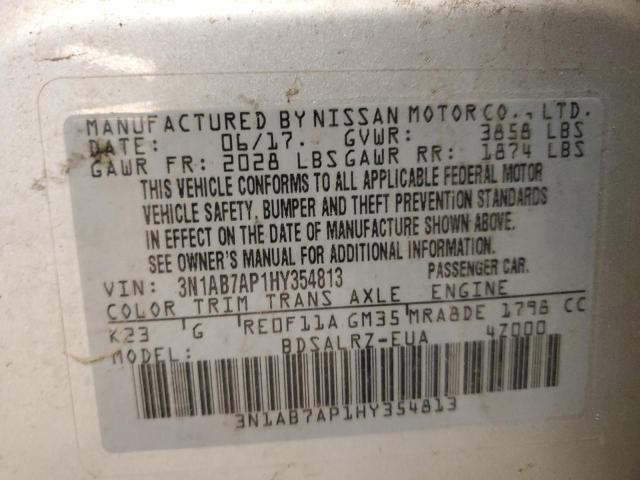 MANUFACTURED BY NISSAN MOTOR CO., LTD.
DATE: 06/17. GVWR: 3858 LBS
GAWR FR: 2028 LBS GAWR RR: 1874 LBS
THIS VEHICLE CONFORMS TO ALL APPLICABLE FEDERAL MOTOR
VEHICLE SAFETY, BUMPER AND THEFT PREVENTION STANDARDS
IN EFFECT ON THE DATE OF MANUFACTURE SHOWN ABOVE.
SEE OWNER'S MANUAL FOR ADDITIONAL INFORMATION.
VIN: 3N1AB7AP1HY354813 PASSENGER CAR.
COLOR TRIM TRANS AXLE ENGINE
K23 G RE0F11A GM35 MRA8DE 1798 CC
MODEL: BDSALRZ-EUA 4Z000
3N1AB7AP1HY354813